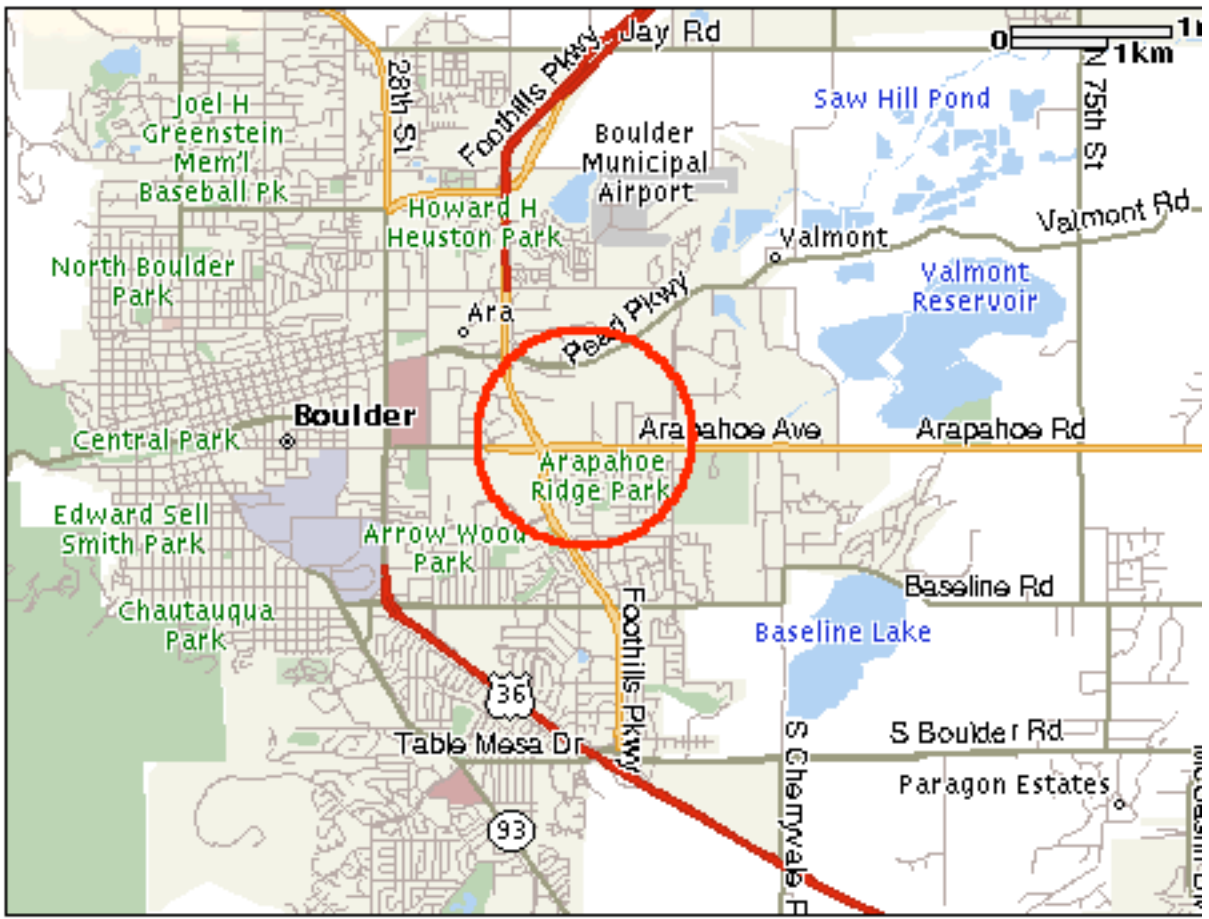 Jay Rd
0
1
1km
28th St
Foothills Pkwy
N 75th St
Joel H
Greenstein
Mem'l
Baseball Pk
Saw Hill Pond
Boulder
Municipal
Airport
Howard H
Heuston Park
Valmont Rd
Valmont
North Boulder
Park
Valmont
Reservoir
Ara
Pearl Pkwy
Boulder
Central Park
Arapahoe Ave
Arapahoe Rd
Arapahoe
Ridge Park
Edward Sell
Smith Park
Arrow Wood
Park
Baseline Rd
Chautauqua
Park
Foothills Pkwy
Baseline Lake
36
Table Mesa Dr
S Boulder Rd
S Cherryvale
Paragon Estates
93